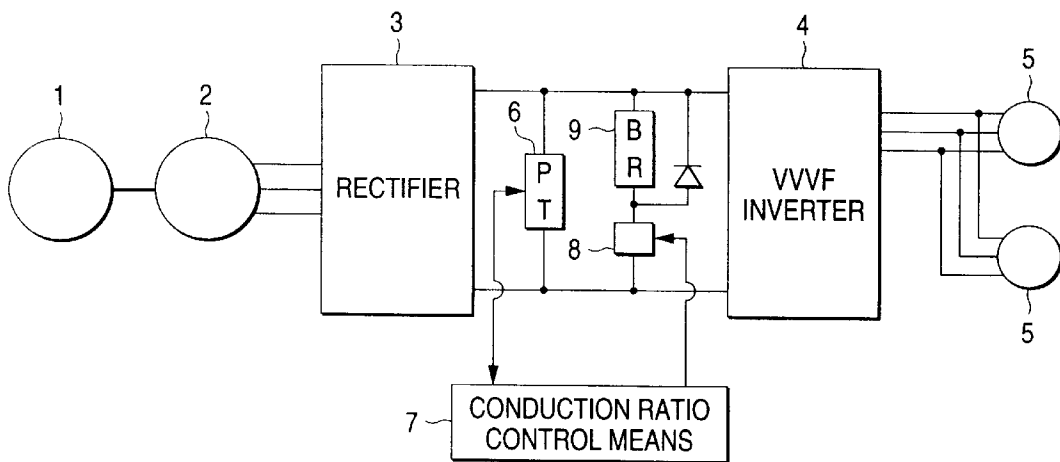 3
4
5
1
2
6
9
B
R
P
T
RECTIFIER
VVVF
INVERTER
8
5
7
CONDUCTION RATIO
CONTROL MEANS